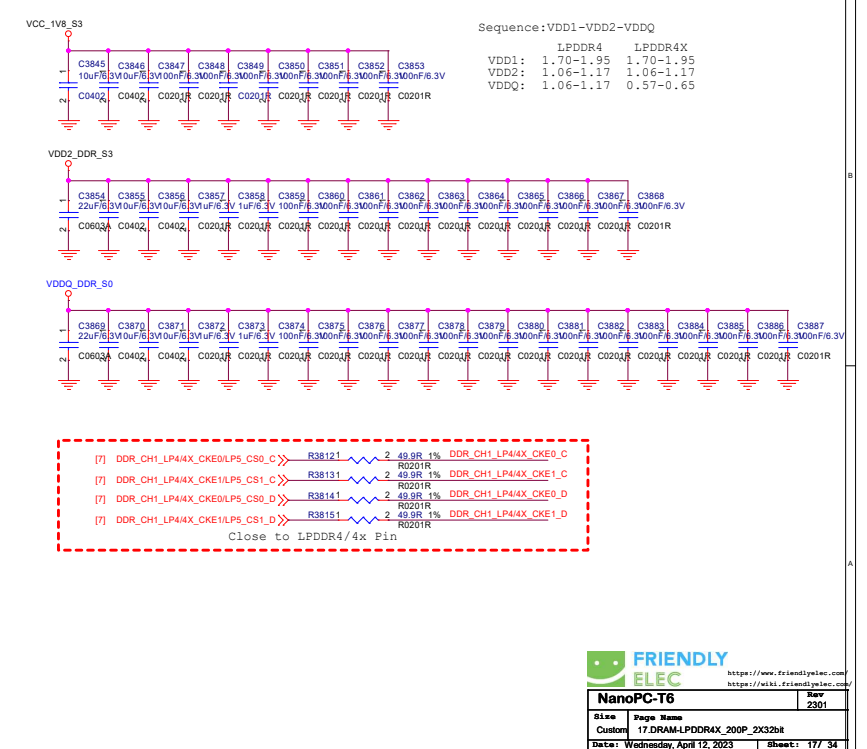 VCC_1V8_S3
Sequence:VDD1-VDD2-VDDQ
LPDDR4 LPDDR4X
VDD1: 1.70-1.95 1.70-1.95
VDD2: 1.06-1.17 1.06-1.17
VDDQ: 1.06-1.17 0.57-0.65
C3845 C3846 C3847 C3848 C3849 C3850 C3851 C3852 C3853
10uF/6.3V 10uF/6.3V 100nF/6.3V 100nF/6.3V 100nF/6.3V 100nF/6.3V 100nF/6.3V 100nF/6.3V 100nF/6.3V
C0402 C0402 C0201R C0201R C0201R C0201R C0201R C0201R C0201R
VDD2_DDR_S3
C3854 C3855 C3856 C3857 C3858 C3859 C3860 C3861 C3862 C3863 C3864 C3865 C3866 C3867 C3868
22uF/6.3V 10uF/6.3V 10uF/6.3V 1uF/6.3V 1uF/6.3V 100nF/6.3V 100nF/6.3V 100nF/6.3V 100nF/6.3V 100nF/6.3V 100nF/6.3V 100nF/6.3V 100nF/6.3V 100nF/6.3V 100nF/6.3V
C0603A C0402 C0402 C0201R C0201R C0201R C0201R C0201R C0201R C0201R C0201R C0201R C0201R C0201R C0201R
B
VDDQ_DDR_S0
C3869 C3870 C3871 C3872 C3873 C3874 C3875 C3876 C3877 C3878 C3879 C3880 C3881 C3882 C3883 C3884 C3885 C3886 C3887
22uF/6.3V 10uF/6.3V 10uF/6.3V 1uF/6.3V 1uF/6.3V 100nF/6.3V 100nF/6.3V 100nF/6.3V 100nF/6.3V 100nF/6.3V 100nF/6.3V 100nF/6.3V 100nF/6.3V 100nF/6.3V 100nF/6.3V 100nF/6.3V 100nF/6.3V 100nF/6.3V 100nF/6.3V
C0603A C0402 C0402 C0201R C0201R C0201R C0201R C0201R C0201R C0201R C0201R C0201R C0201R C0201R C0201R C0201R C0201R C0201R C0201R
[7] DDR_CH1_LP4/4X_CKE0/LP5_CS0_C R3812 1 2 49.9R 1% DDR_CH1_LP4/4X_CKE0_C
R0201R
[7] DDR_CH1_LP4/4X_CKE1/LP5_CS1_C R3813 1 2 49.9R 1% DDR_CH1_LP4/4X_CKE1_C
R0201R
[7] DDR_CH1_LP4/4X_CKE0/LP5_CS0_D R3814 1 2 49.9R 1% DDR_CH1_LP4/4X_CKE0_D
R0201R
[7] DDR_CH1_LP4/4X_CKE1/LP5_CS1_D R3815 1 2 49.9R 1% DDR_CH1_LP4/4X_CKE1_D
R0201R
Close to LPDDR4/4x Pin
A
FRIENDLY
ELEC
https://www.friendlyelec.com/
https://wiki.friendlyelec.com/
NanoPC-T6
Rev
2301
Size Page Name
Custom 17.DRAM-LPDDR4X_200P_2X32bit
Date: Wednesday, April 12, 2023 Sheet: 17/ 34